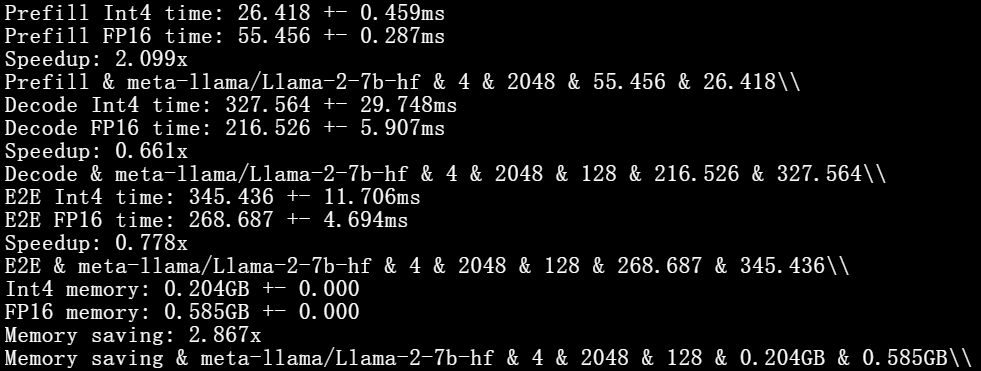 Prefill Int4 time: 26.418 +- 0.459ms
Prefill FP16 time: 55.456 +- 0.287ms
Speedup: 2.099x
Prefill & meta-llama/Llama-2-7b-hf & 4 & 2048 & 55.456 & 26.418\\
Decode Int4 time: 327.564 +- 29.748ms
Decode FP16 time: 216.526 +- 5.907ms
Speedup: 0.661x
Decode & meta-llama/Llama-2-7b-hf & 4 & 2048 & 128 & 216.526 & 327.564\\
E2E Int4 time: 345.436 +- 11.706ms
E2E FP16 time: 268.687 +- 4.694ms
Speedup: 0.778x
E2E & meta-llama/Llama-2-7b-hf & 4 & 2048 & 128 & 268.687 & 345.436\\
Int4 memory: 0.204GB +- 0.000
FP16 memory: 0.585GB +- 0.000
Memory saving: 2.867x
Memory saving & meta-llama/Llama-2-7b-hf & 4 & 2048 & 128 & 0.204GB & 0.585GB\\